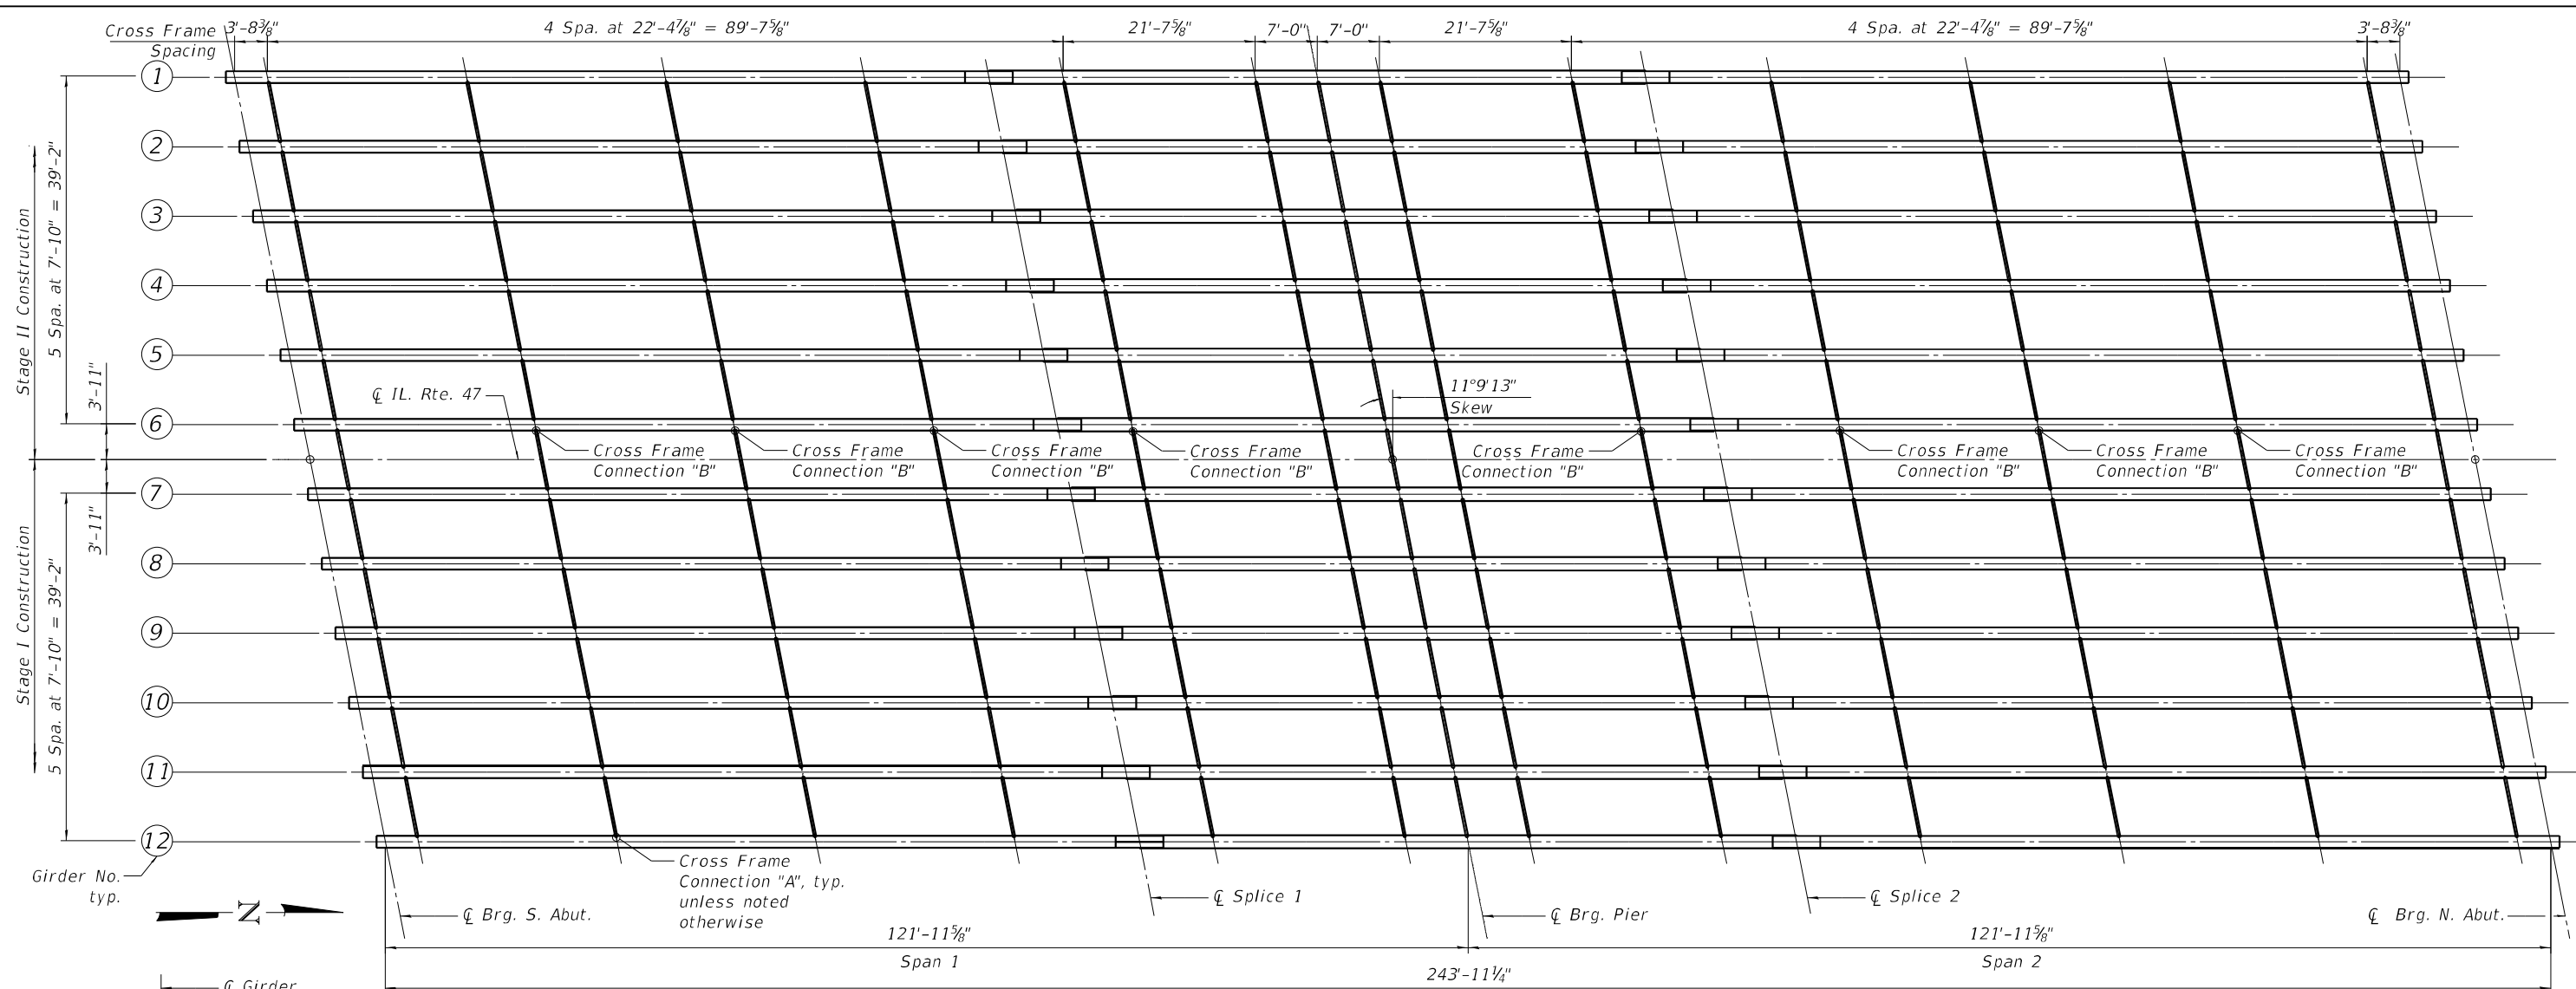 Cross Frame
Spacing
3'-8⅜"
4 Spa. at 22'-4⅞" = 89'-7⅝"
21'-7⅝"
7'-0"
7'-0"
21'-7⅝"
4 Spa. at 22'-4⅞" = 89'-7⅝"
3'-8⅜"
1
2
3
4
5
6
7
8
9
10
11
12
Stage II Construction
5 Spa. at 7'-10" = 39'-2"
3'-11"
3'-11"
Stage I Construction
5 Spa. at 7'-10" = 39'-2"
℄ IL. Rte. 47
11°9'13"
Skew
Cross Frame
Connection "B"
Cross Frame
Connection "B"
Cross Frame
Connection "B"
Cross Frame
Connection "B"
Cross Frame
Connection "B"
Cross Frame
Connection "B"
Cross Frame
Connection "B"
Cross Frame
Connection "B"
Girder No.
typ.
Cross Frame
Connection "A", typ.
unless noted
otherwise
N
℄ Brg. S. Abut.
℄ Splice 1
℄ Brg. Pier
℄ Splice 2
℄ Brg. N. Abut.
121'-11⅝"
Span 1
121'-11⅝"
Span 2
243'-11¼"
℄ Girder